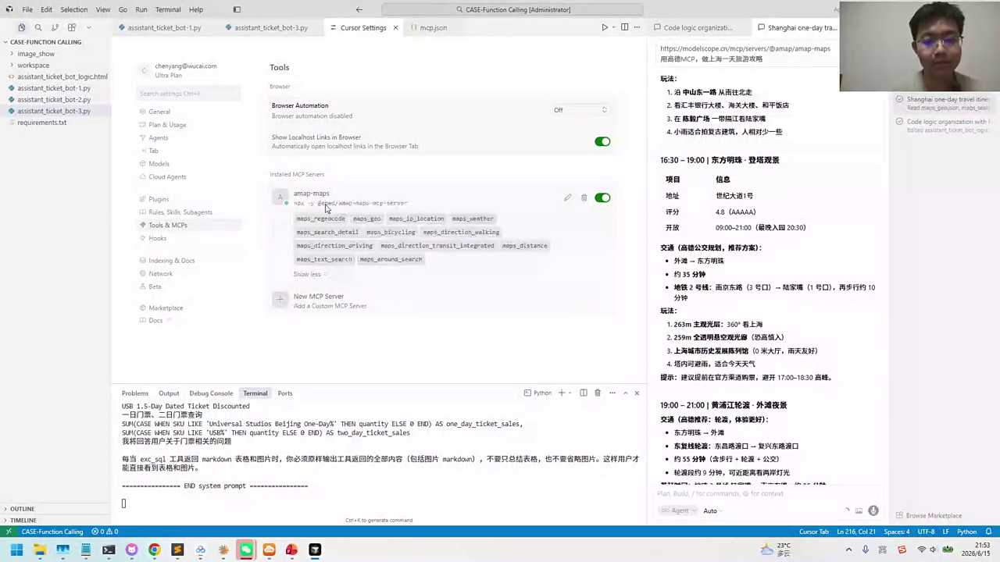 File Edit Selection Go Run Terminal Help
CASE-Function Calling [Administrator]
CASE-FUNCTION CALLING
image_show
workspace
assistant_ticket_bot_logic.html
assistant_ticket_bot-1.py
assistant_ticket_bot-2.py
assistant_ticket_bot-3.py
requirements.txt
OUTLINE
TIMELINE
assistant_ticket_bot-1.py
assistant_ticket_bot-3.py
Cursor Settings
mcp.json
chenyang@wucai.com
Ultra Plan
Search settings Ctrl+F
General
Plan & Usage
Agents
Tab
Models
Cloud Agents
Plugins
Rules, Skills, Subagents
Tools & MCPs
Hooks
Indexing & Docs
Network
Beta
Marketplace
Docs
Tools
Browser
Browser Automation
Browser automation disabled
Off
Show Localhost Links in Browser
Automatically open localhost links in the Browser Tab
Installed MCP Servers
A
amap-maps
npx -y @amap/amap-maps-mcp-server
maps_regeocode maps_geo maps_ip_location maps_weather
maps_search_detail maps_bicycling maps_direction_walking
maps_direction_driving maps_direction_transit_integrated maps_distance
maps_text_search maps_around_search
Show less
New MCP Server
Add a Custom MCP Server
Problems Output Debug Console Terminal Ports
Python
USB 1.5-Day Dated Ticket Discounted
一日门票、二日门票查询
SUM(CASE WHEN SKU LIKE 'Universal Studios Beijing One-Day%' THEN quantity ELSE 0 END) AS one_day_ticket_sales,
SUM(CASE WHEN SKU LIKE 'USB%' THEN quantity ELSE 0 END) AS two_day_ticket_sales
我将回答用户关于门票相关的问题
每当 exc_sql 工具返回 markdown 表格和图片时，你必须原样输出工具返回的全部内容（包括图片 markdown），不要只总结表格，也不要省略图片。这样用户才
能直接看到表格和图片。
================ END system prompt ================
Ctrl+K to generate command
Code logic organization
Shanghai one-day tra...
https://modelscope.cn/mcp/servers/@amap/amap-maps
用高德MCP，做上海一天旅游攻略
玩法：
1. 沿 中山东一路 从南往北走
2. 看汇丰银行大楼、海关大楼、和平饭店
3. 在 陈毅广场 一带隔江看陆家嘴
4. 小雨适合拍复古建筑，人相对少一些
16:30 – 19:00 | 东方明珠 · 登塔观景
项目 信息
地址 世纪大道1号
评分 4.8（AAAAA）
开放 09:00–21:00（最晚入园 20:30）
交通（高德公交规划，推荐方案）：
外滩 → 东方明珠
约 35 分钟
地铁 2 号线：南京东路（3 号口）→ 陆家嘴（1 号口），再步行约 10
分钟
玩法：
1. 263m 主观光层：360° 看上海
2. 259m 全透明悬空观光廊（恐高慎入）
3. 上海城市历史发展陈列馆（0 米大厅，雨天友好）
4. 塔内可避雨，适合今天天气
提示：建议提前在官方渠道购票，避开 17:00–18:30 高峰。
19:00 – 21:00 | 黄浦江轮渡 · 外滩夜景
交通（高德推荐：轮渡，体验更好）：
东方明珠 → 外滩
东复线轮渡：东昌路渡口 → 复兴东路渡口
约 55 分钟（含步行 + 轮渡 + 公交）
轮渡段约 9 分钟，可近距离看两岸灯光
Plan, Build, / for commands, @ for context
Agent
Auto
Shanghai one-day travel itine
Read maps_geo.json, maps_sea
Code logic organization with
Edited assistant_ticket_bot_logic
Browse Marketplace
CASE-Function Calling 0 0
Cursor Tab Ln 216, Col 21 Spaces: 4 UTF-8 LF Python
23°C
多云
21:53
2026/6/15